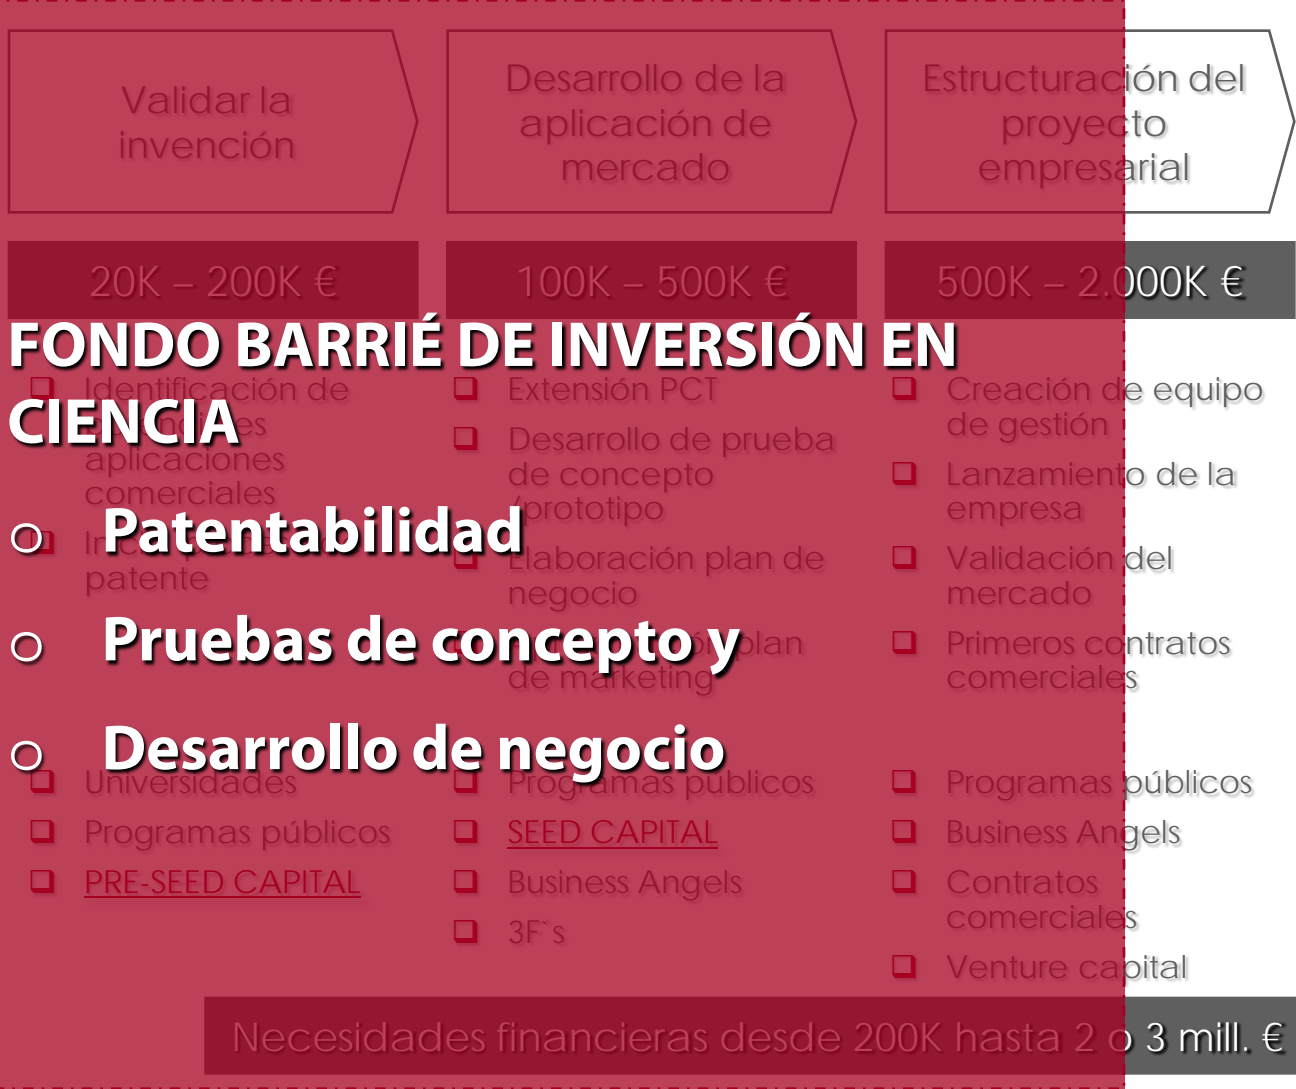 Validar la
invención
Desarrollo de la
aplicación de
mercado
Estructuración del
proyecto
empresarial
20K – 200K €
100K – 500K €
500K – 2.000K €
FONDO BARRIÉ DE INVERSIÓN EN
CIENCIA
o Patentabilidad
o Pruebas de concepto y
o Desarrollo de negocio
Identificación de
aplicaciones
comerciales
patente
Universidades
Programas públicos
PRE-SEED CAPITAL
Extensión PCT
Desarrollo de prueba
de concepto
/prototipo
Elaboración plan de
negocio
plan
de marketing
Programas públicos
SEED CAPITAL
Business Angels
3F`s
Creación de equipo
de gestión
Lanzamiento de la
empresa
Validación del
mercado
Primeros contratos
comerciales
Programas públicos
Business Angels
Contratos
comerciales
Venture capital
Necesidades financieras desde 200K hasta 2 o 3 mill. €